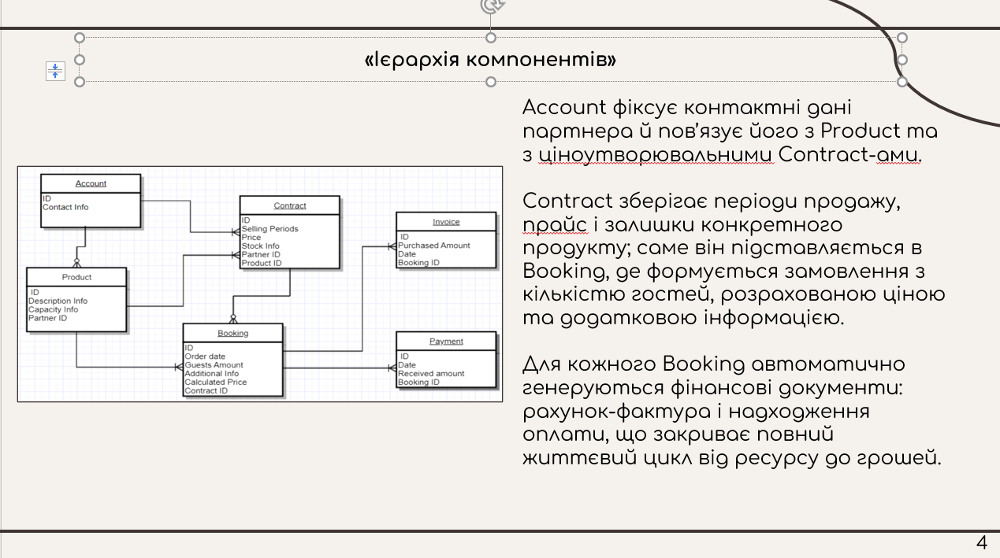 «Ієрархія компонентів»
Account фіксує контактні дані
партнера й пов’язує його з Product та
з ціноутворювальними Contract-ами.
Contract зберігає періоди продажу,
прайс і залишки конкретного
продукту; саме він підставляється в
Booking, де формується замовлення з
кількістю гостей, розрахованою ціною
та додатковою інформацією.
Для кожного Booking автоматично
генеруються фінансові документи:
рахунок-фактура і надходження
оплати, що закриває повний
життєвий цикл від ресурсу до грошей.
Account
ID
Contact Info
Contract
ID
Selling Periods
Price
Stock Info
Partner ID
Product ID
Invoice
ID
Purchased Amount
Date
Booking ID
Product
ID
Description Info
Capacity Info
Partner ID
Booking
ID
Order date
Guests Amount
Additional Info
Calculated Price
Contract ID
Payment
ID
Date
Received amount
Booking ID
4